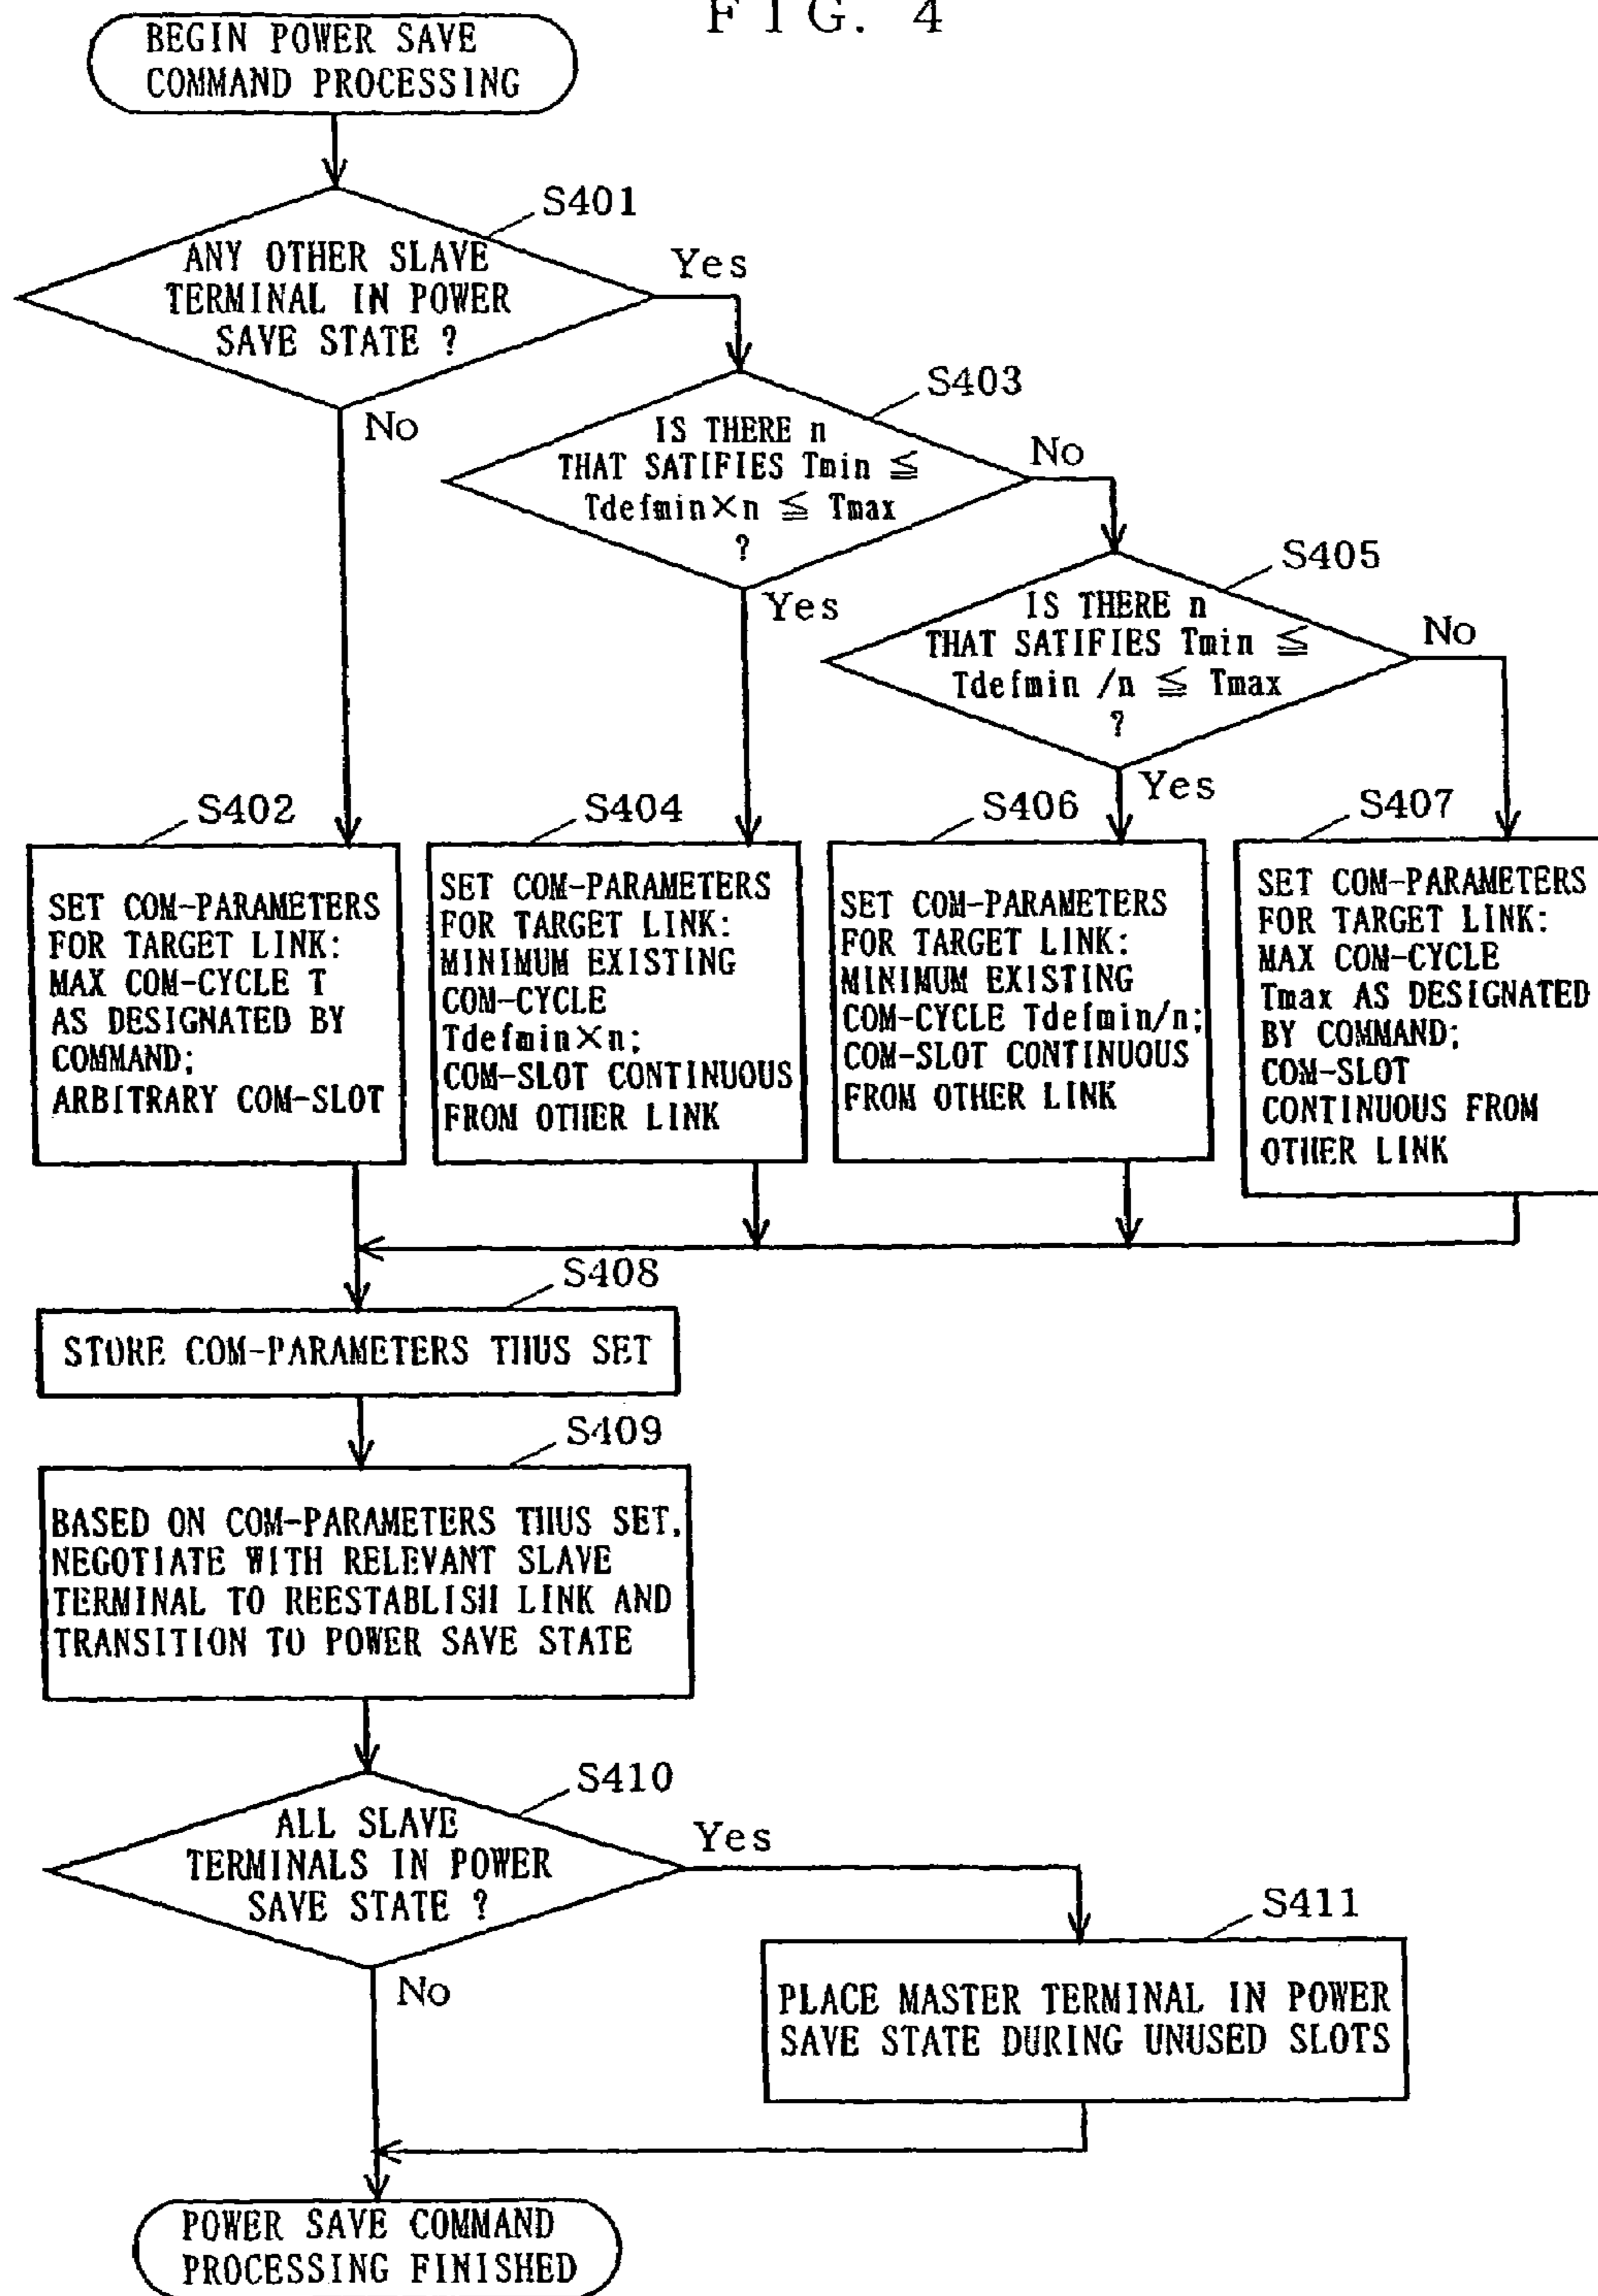 FIG. 4
BEGIN POWER SAVE
COMMAND PROCESSING
S401
ANY OTHER SLAVE
TERMINAL IN POWER
SAVE STATE ?
Yes
No
S403
IS THERE n
THAT SATIFIES Tmin ≦
Tdefmin×n ≦ Tmax
?
No
Yes
S405
IS THERE n
THAT SATIFIES Tmin ≦
Tdefmin /n ≦ Tmax
?
No
Yes
S402
SET COM-PARAMETERS
FOR TARGET LINK:
MAX COM-CYCLE T
AS DESIGNATED BY
COMMAND;
ARBITRARY COM-SLOT
S404
SET COM-PARAMETERS
FOR TARGET LINK:
MINIMUM EXISTING
COM-CYCLE
Tdefmin×n;
COM-SLOT CONTINUOUS
FROM OTHER LINK
S406
SET COM-PARAMETERS
FOR TARGET LINK:
MINIMUM EXISTING
COM-CYCLE Tdefmin/n;
COM-SLOT CONTINUOUS
FROM OTHER LINK
S407
SET COM-PARAMETERS
FOR TARGET LINK:
MAX COM-CYCLE
Tmax AS DESIGNATED
BY COMMAND;
COM-SLOT
CONTINUOUS FROM
OTHER LINK
S408
STORE COM-PARAMETERS THUS SET
S409
BASED ON COM-PARAMETERS THUS SET,
NEGOTIATE WITH RELEVANT SLAVE
TERMINAL TO REESTABLISH LINK AND
TRANSITION TO POWER SAVE STATE
S410
ALL SLAVE
TERMINALS IN POWER
SAVE STATE ?
Yes
No
S411
PLACE MASTER TERMINAL IN POWER
SAVE STATE DURING UNUSED SLOTS
POWER SAVE COMMAND
PROCESSING FINISHED